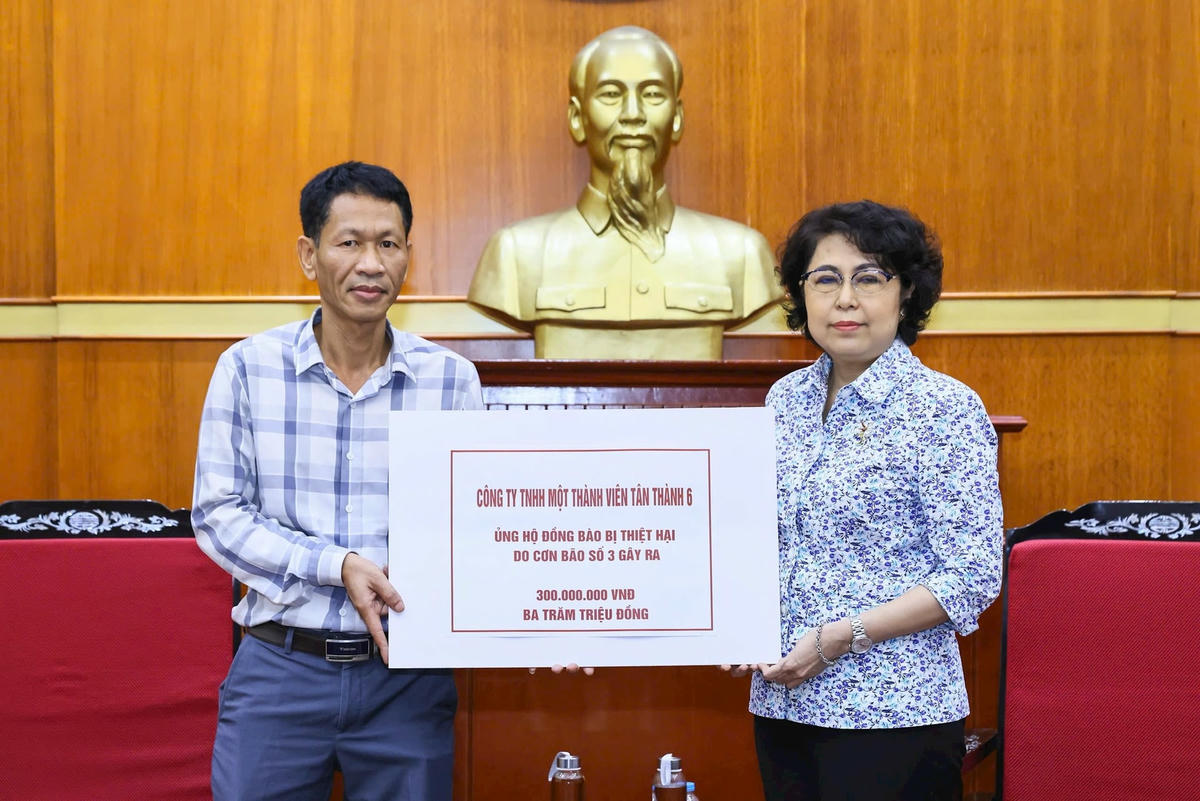 CÔNG TY TNHH MỘT THÀNH VIÊN TÂN THÀNH 6
ỦNG HỘ ĐỒNG BÀO BỊ THIỆT HẠI
DO CƠN BÃO SỐ 3 GÂY RA
300.000.000 VNĐ
BA TRĂM TRIỆU ĐỒNG